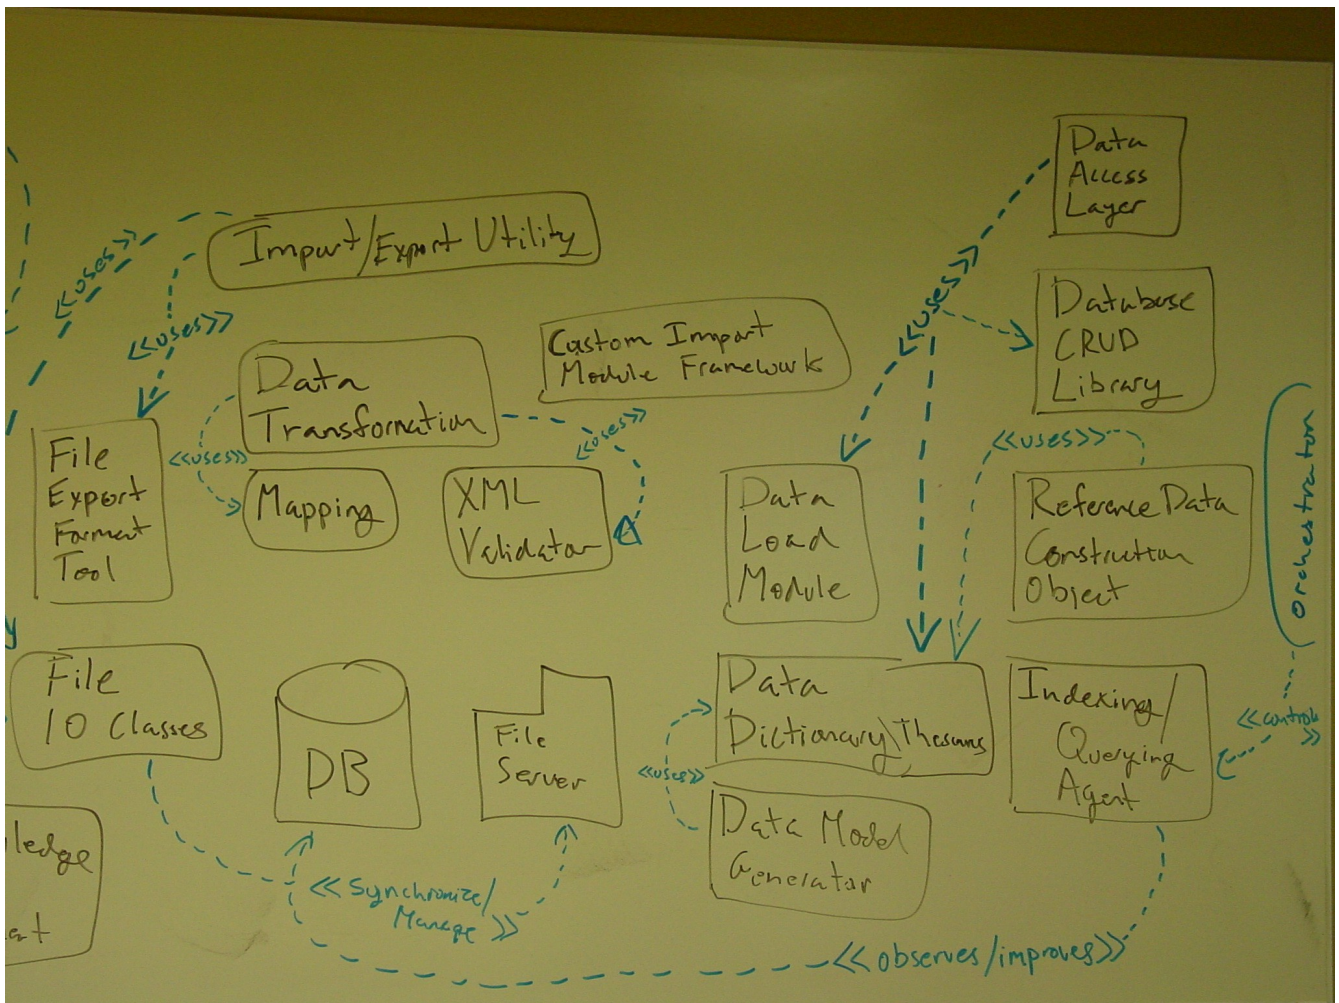 Data
Access
Layer
<<uses>>
Import/Export Utility
<<uses>>
<<uses>>
Database
CRUD
Library
Custom Import
Module Framework
Data
Transformation
<<uses>>
Orchestrator
File
Export
Format
Tool
<<uses>>
Mapping
<<uses>>
XML
Validator
Data
Load
Module
Reference Data
Construction
Object
File
IO Classes
DB
File
Server
Data
Dictionary\Thesaurus
<<uses>>
Indexing/
Querying
Agent
<<controls
>>
Data Model
Generator
ledge
at
<<Synchronize/
Manage >>
<<observes/improves>>